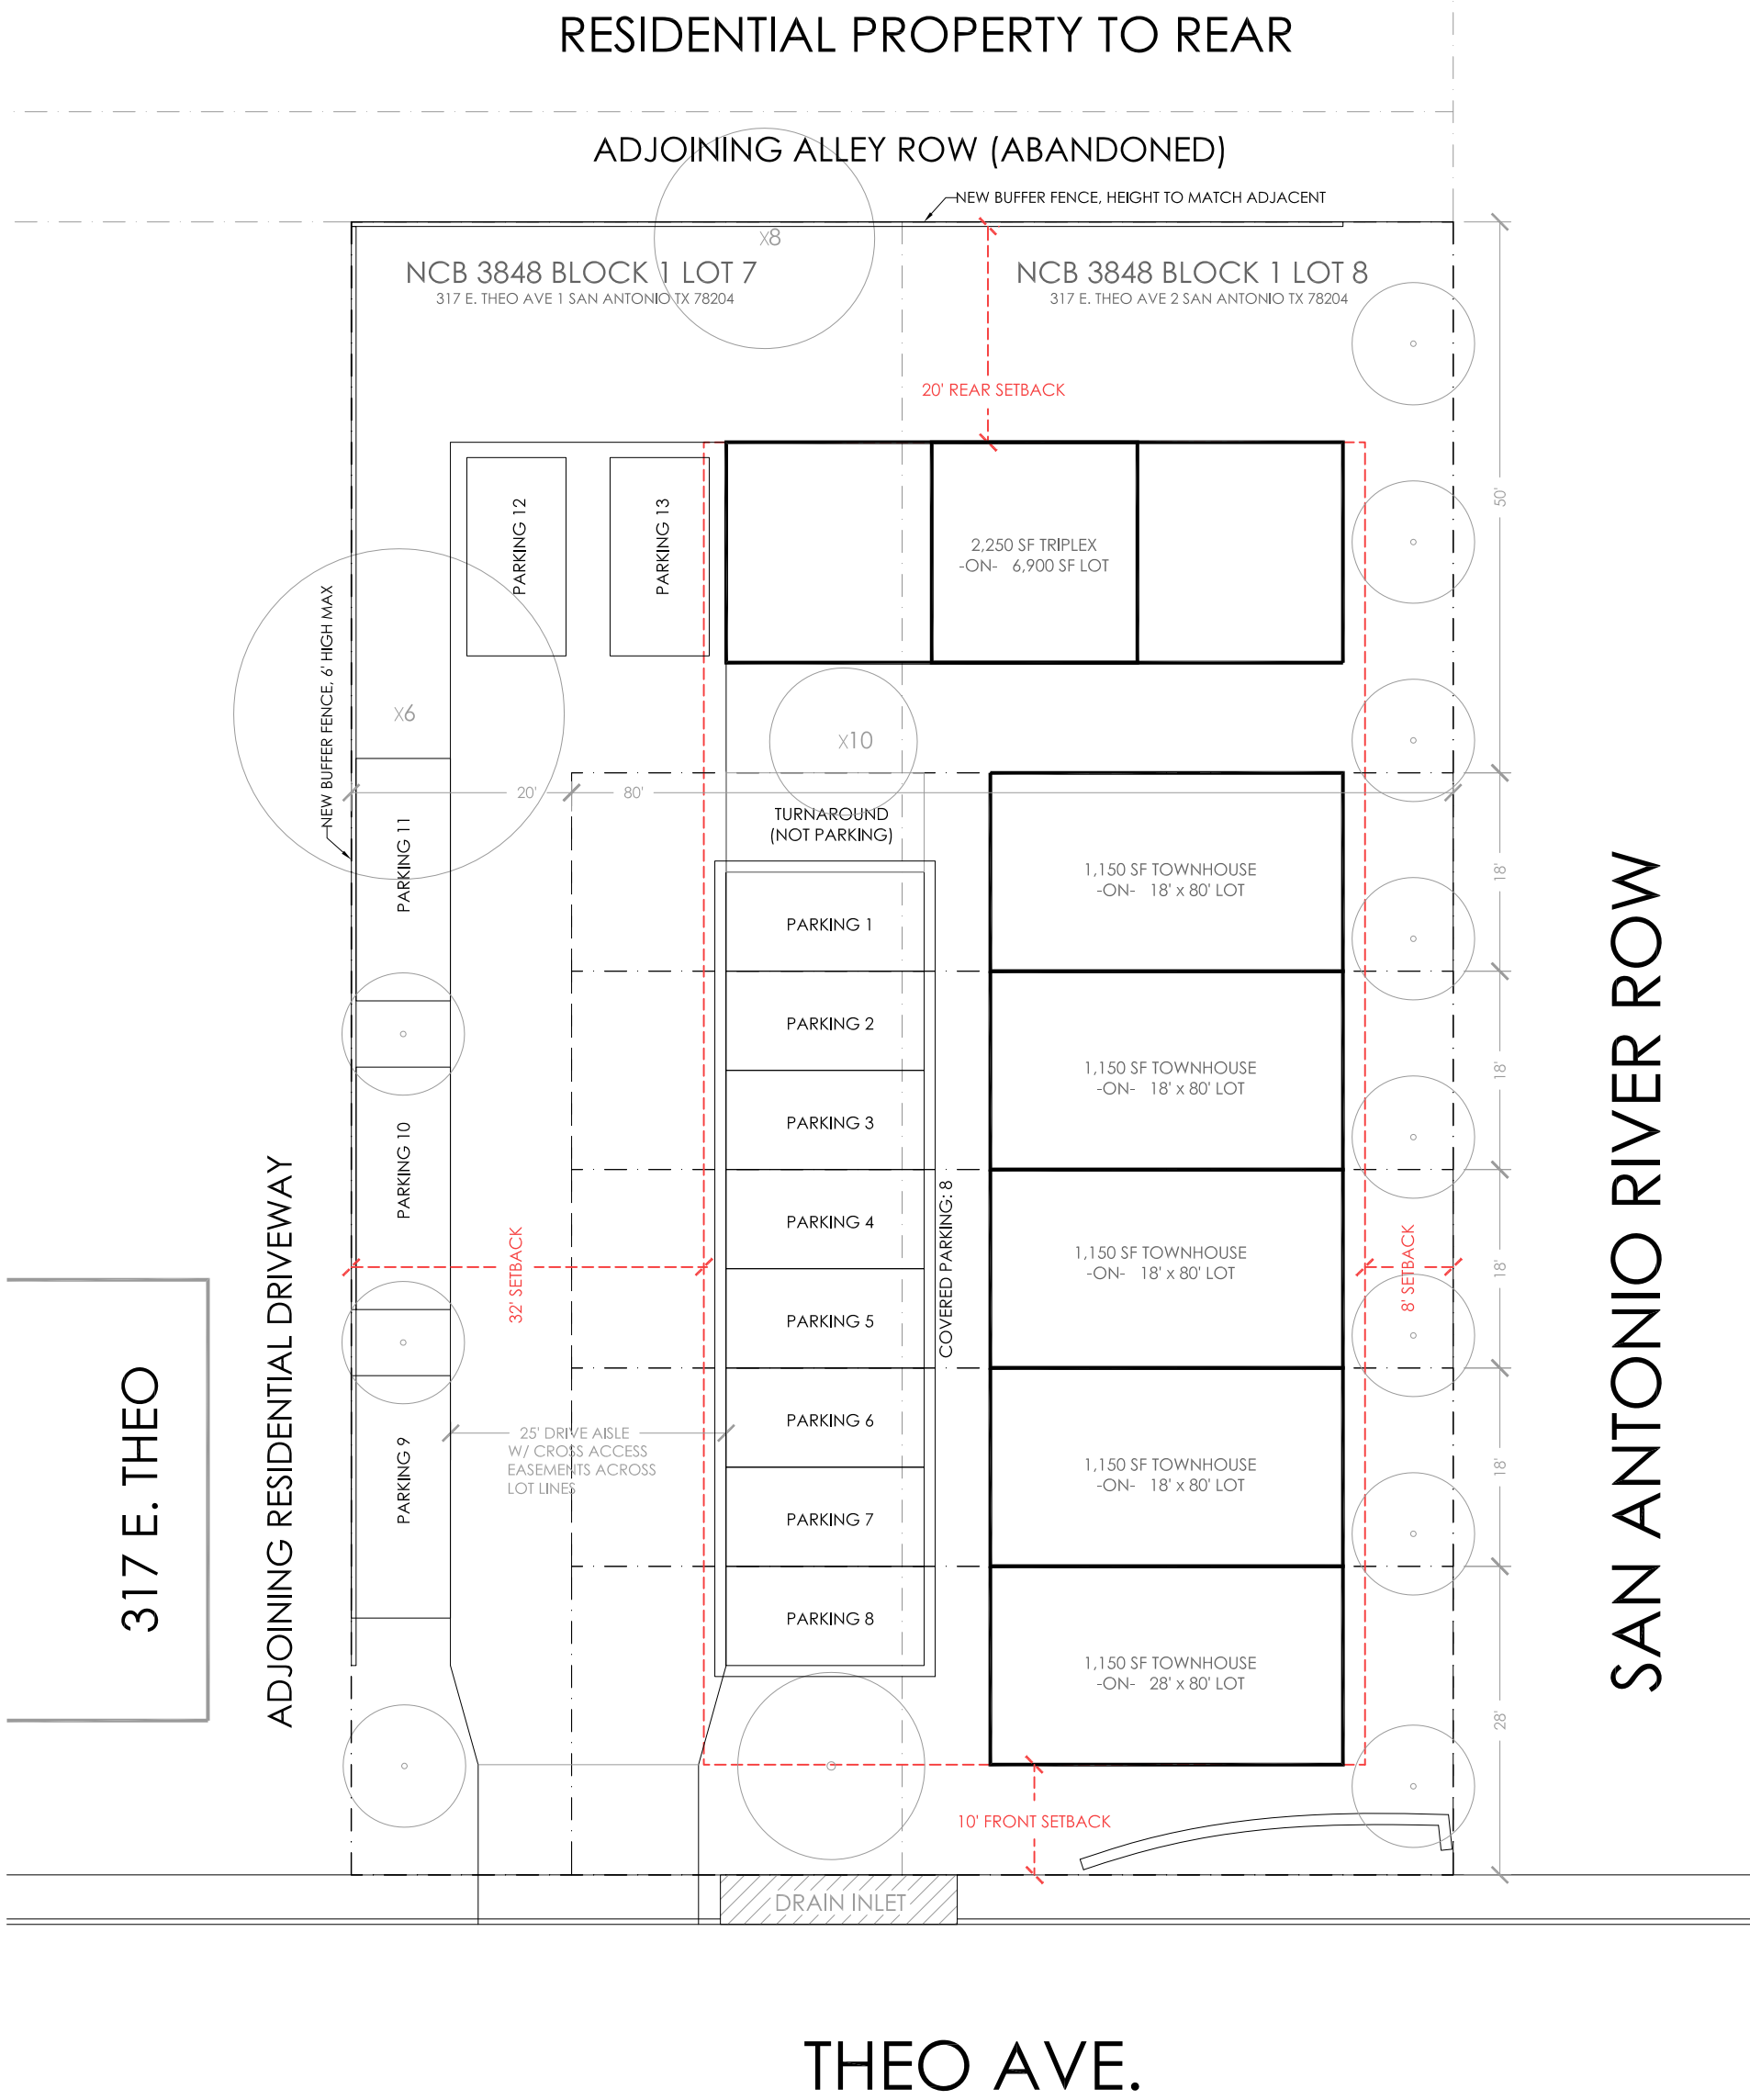 RESIDENTIAL PROPERTY TO REAR
ADJOINING ALLEY ROW (ABANDONED)
NEW BUFFER FENCE, HEIGHT TO MATCH ADJACENT
X8
NCB 3848 BLOCK 1 LOT 7
317 E. THEO AVE 1 SAN ANTONIO TX 78204
NCB 3848 BLOCK 1 LOT 8
317 E. THEO AVE 2 SAN ANTONIO TX 78204
20' REAR SETBACK
50'
PARKING 12
PARKING 13
2,250 SF TRIPLEX
-ON- 6,900 SF LOT
NEW BUFFER FENCE, 6' HIGH MAX
X6
X10
20'
80'
TURNAROUND
(NOT PARKING)
PARKING 11
1,150 SF TOWNHOUSE
-ON- 18' x 80' LOT
18'
PARKING 1
PARKING 2
1,150 SF TOWNHOUSE
-ON- 18' x 80' LOT
18'
PARKING 3
PARKING 10
PARKING 4
COVERED PARKING: 8
1,150 SF TOWNHOUSE
-ON- 18' x 80' LOT
18'
32' SETBACK
8' SETBACK
PARKING 5
ADJOINING RESIDENTIAL DRIVEWAY
SAN ANTONIO RIVER ROW
317 E. THEO
PARKING 6
25' DRIVE AISLE
W/ CROSS ACCESS
EASEMENTS ACROSS
LOT LINES
PARKING 9
1,150 SF TOWNHOUSE
-ON- 18' x 80' LOT
18'
PARKING 7
PARKING 8
1,150 SF TOWNHOUSE
-ON- 28' x 80' LOT
28'
10' FRONT SETBACK
DRAIN INLET
THEO AVE.